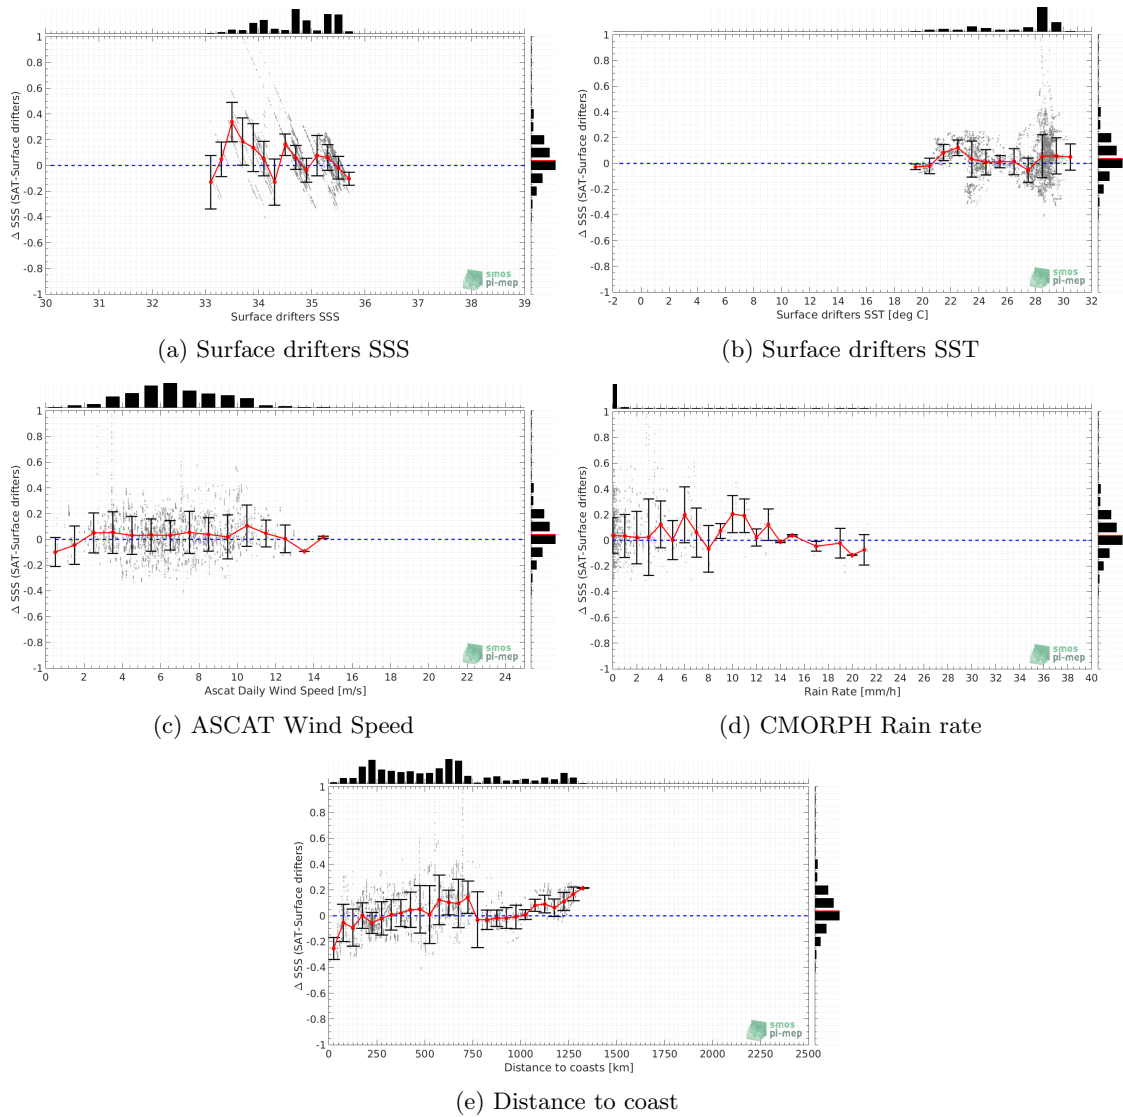 1
0.8
0.6
0.4
0.2
0
-0.2
-0.4
-0.6
-0.8
-1
Δ SSS (SAT-Surface drifters)
30 31 32 33 34 35 36 37 38 39
Surface drifters SSS
smos
pi-mep
(a) Surface drifters SSS
1
0.8
0.6
0.4
0.2
0
-0.2
-0.4
-0.6
-0.8
-1
Δ SSS (SAT-Surface drifters)
-2 0 2 4 6 8 10 12 14 16 18 20 22 24 26 28 30 32
Surface drifters SST [deg C]
smos
pi-mep
(b) Surface drifters SST
1
0.8
0.6
0.4
0.2
0
-0.2
-0.4
-0.6
-0.8
-1
Δ SSS (SAT-Surface drifters)
0 2 4 6 8 10 12 14 16 18 20 22 24
Ascat Daily Wind Speed [m/s]
smos
pi-mep
(c) ASCAT Wind Speed
1
0.8
0.6
0.4
0.2
0
-0.2
-0.4
-0.6
-0.8
-1
Δ SSS (SAT-Surface drifters)
0 2 4 6 8 10 12 14 16 18 20 22 24 26 28 30 32 34 36 38 40
Rain Rate [mm/h]
smos
pi-mep
(d) CMORPH Rain rate
1
0.8
0.6
0.4
0.2
0
-0.2
-0.4
-0.6
-0.8
-1
Δ SSS (SAT-Surface drifters)
0 250 500 750 1000 1250 1500 1750 2000 2250 2500
Distance to coasts [km]
smos
pi-mep
(e) Distance to coast